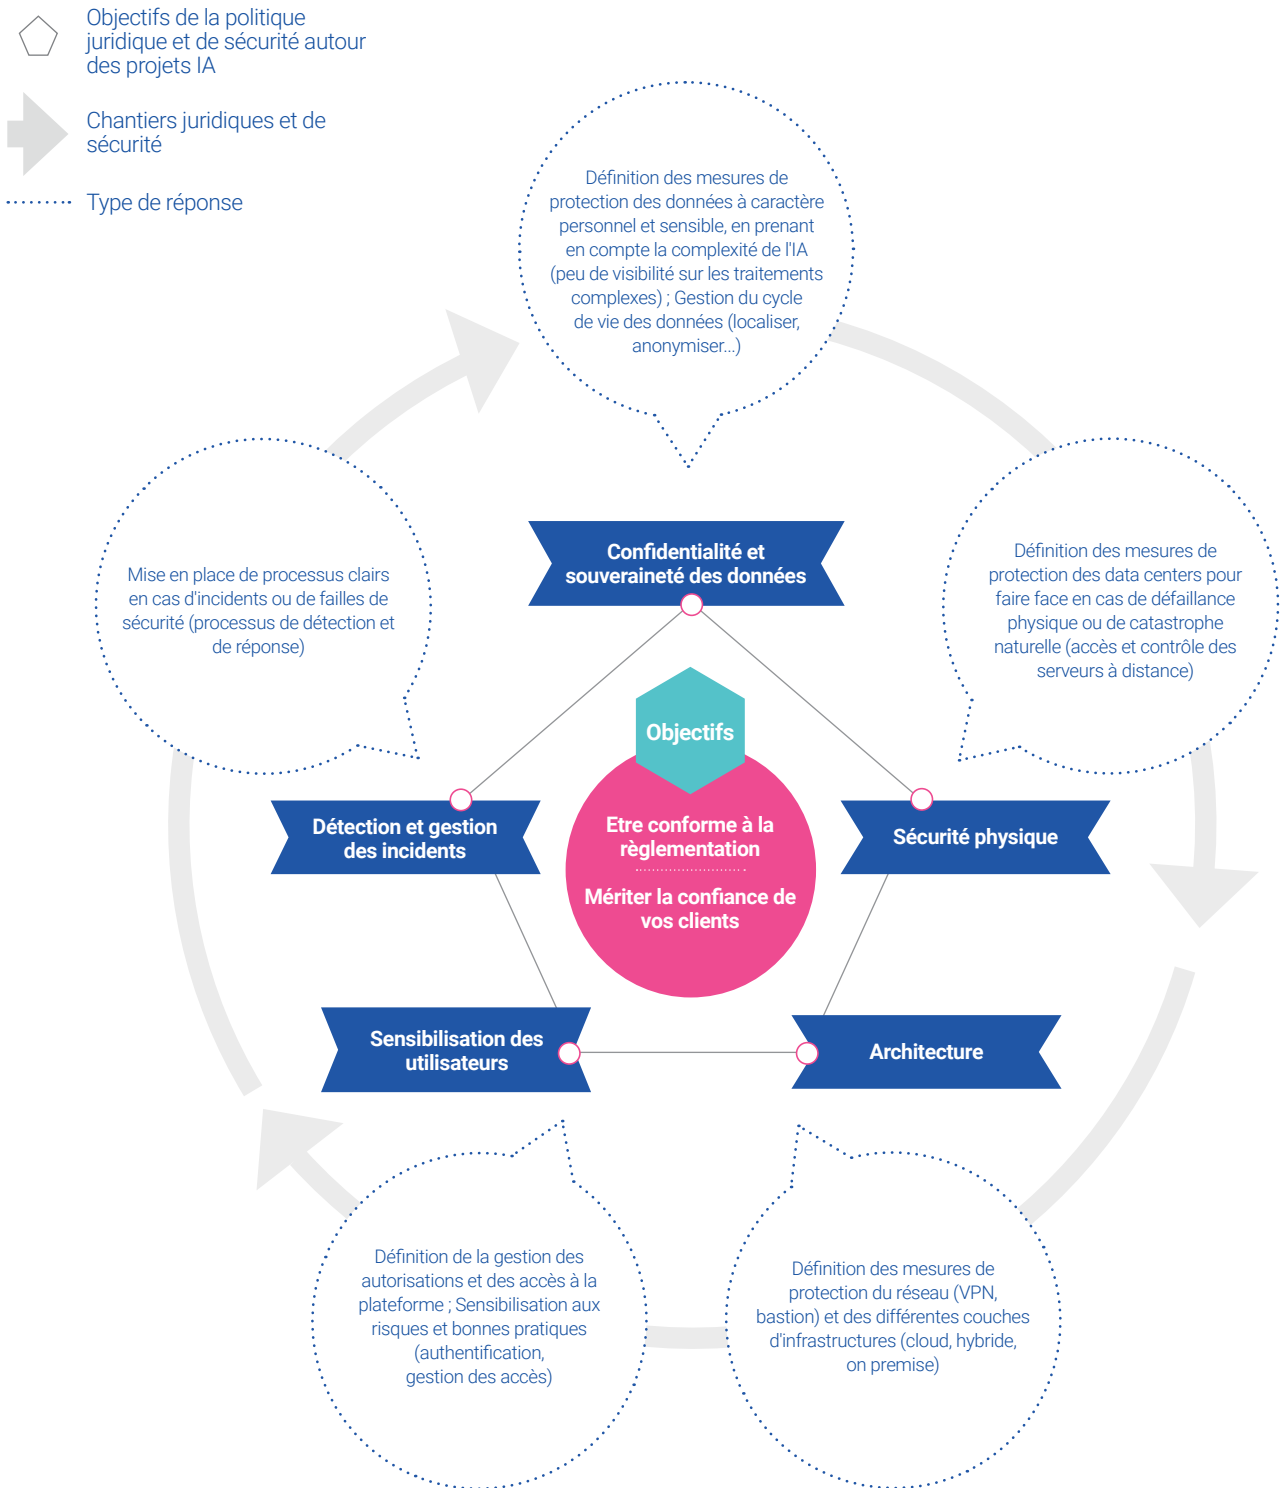 Objectifs de la politique
juridique et de sécurité autour
des projets IA
Chantiers juridiques et de
sécurité
Type de réponse
Définition des mesures de
protection des données à caractère
personnel et sensible, en prenant
en compte la complexité de l'IA
(peu de visibilité sur les traitements
complexes) ; Gestion du cycle
de vie des données (localiser,
anonymiser...)
Mise en place de processus clairs
en cas d'incidents ou de failles de
sécurité (processus de détection et
de réponse)
Définition des mesures de
protection des data centers pour
faire face en cas de défaillance
physique ou de catastrophe
naturelle (accès et contrôle des
serveurs à distance)
Confidentialité et
souveraineté des données
Objectifs
Etre conforme à la
règlementation
Mériter la confiance de
vos clients
Détection et gestion
des incidents
Sécurité physique
Sensibilisation des
utilisateurs
Architecture
Définition de la gestion des
autorisations et des accès à la
plateforme ; Sensibilisation aux
risques et bonnes pratiques
(authentification,
gestion des accès)
Définition des mesures de
protection du réseau (VPN,
bastion) et des différentes couches
d'infrastructures (cloud, hybride,
on premise)